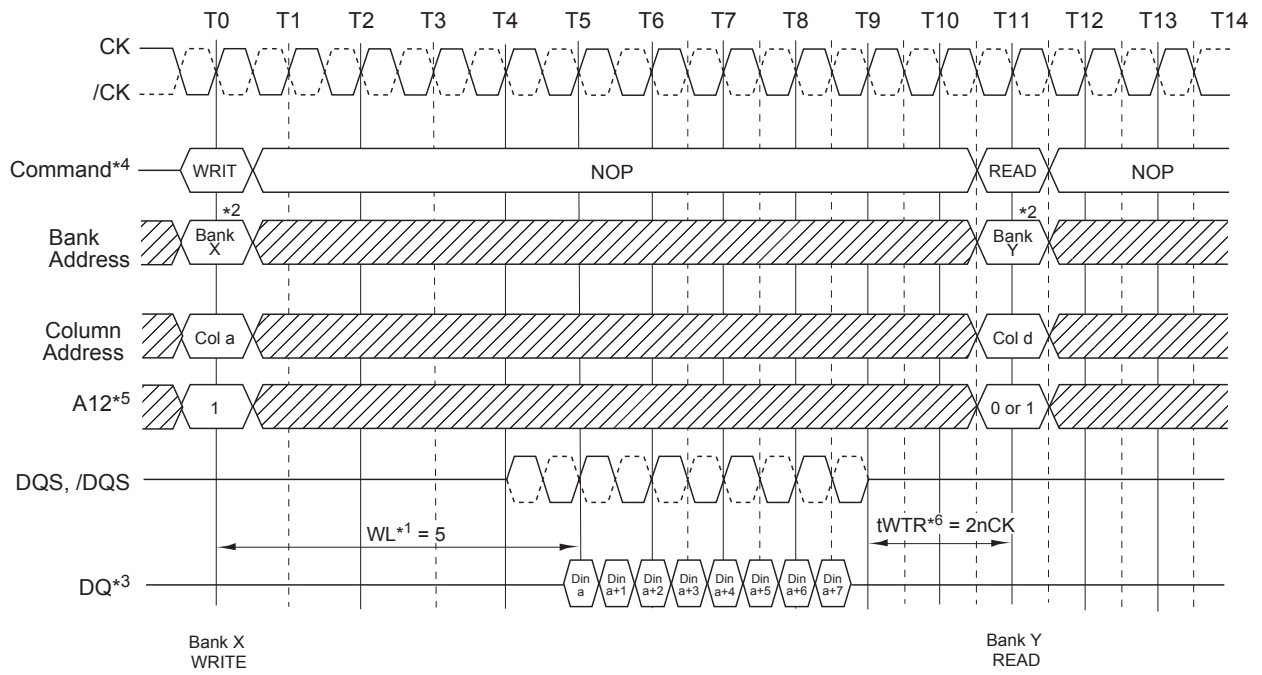 T0 T1 T2 T3 T4 T5 T6 T7 T8 T9 T10 T11 T12 T13 T14
CK
/CK
Command*4 WRIT NOP READ NOP
*2 *2
Bank Address Bank X Bank Y
Column Address Col a Col d
A12*5 1 0 or 1
DQS, /DQS
WL*1 = 5 tWTR*6 = 2nCK
DQ*3 Din a Din a+1 Din a+2 Din a+3 Din a+4 Din a+5 Din a+6 Din a+7
Bank X Bank Y
WRITE READ